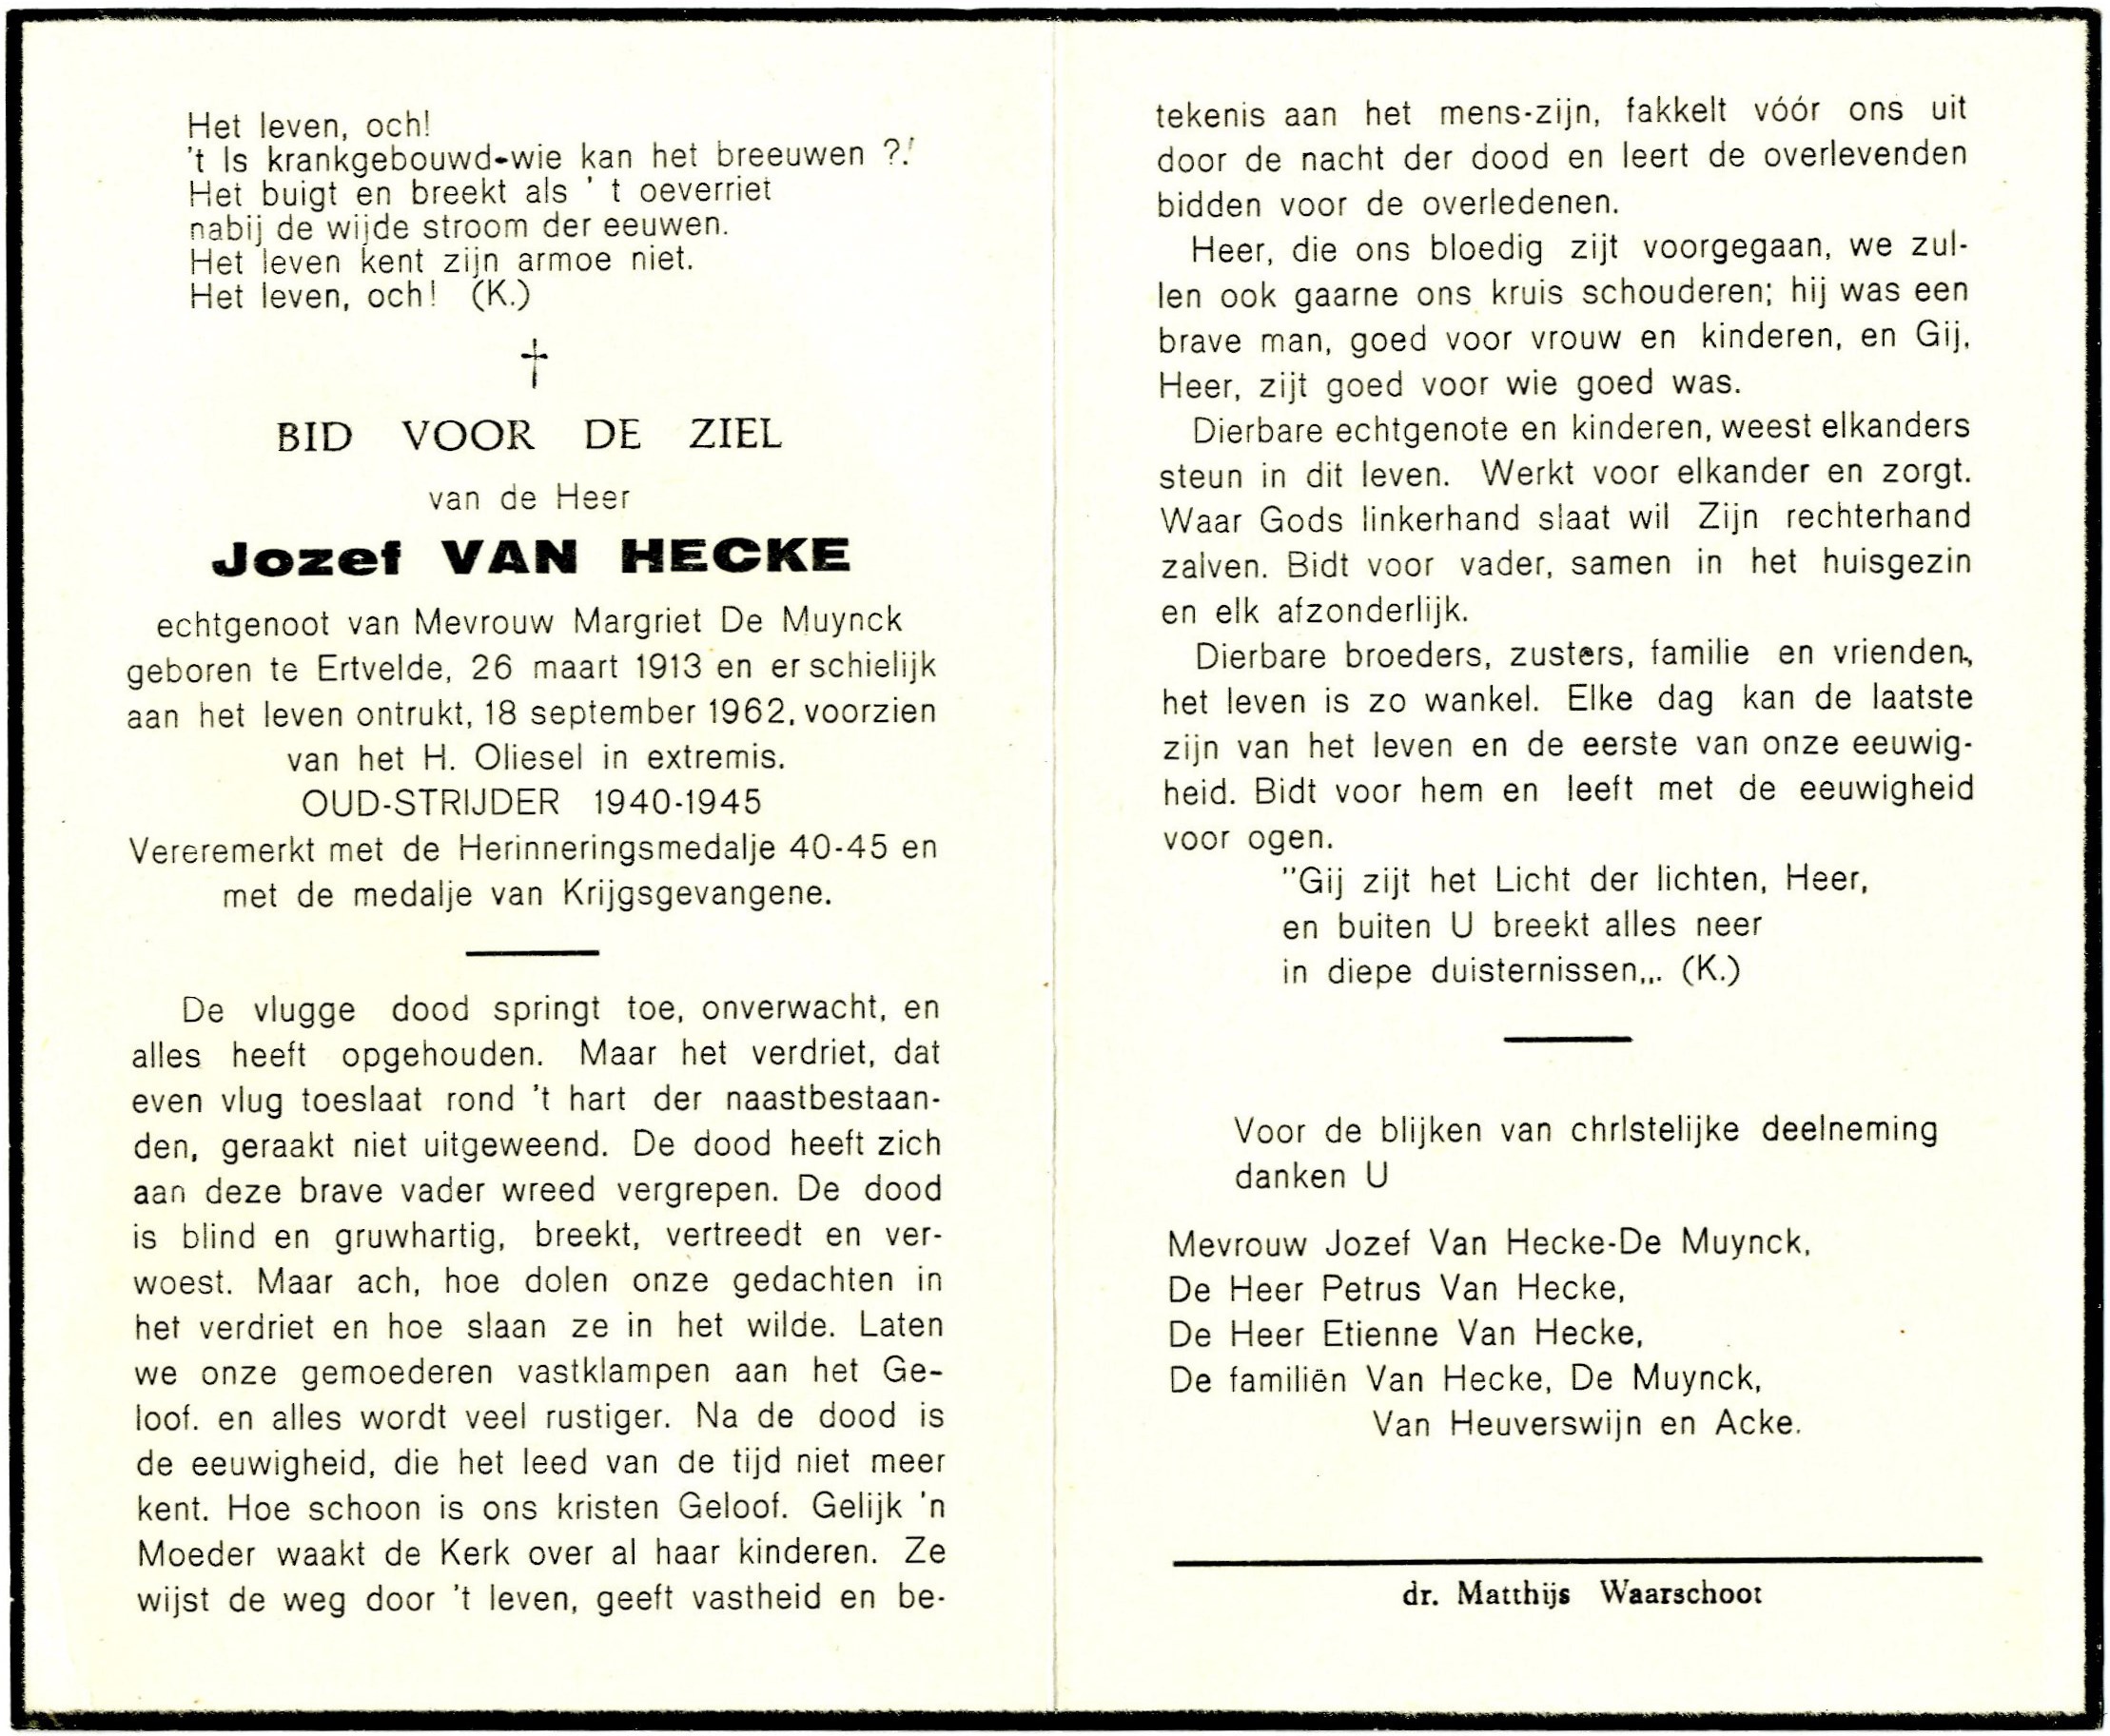 Het leven, och!
't Is krankgebouwd-wie kan het breeuwen ?!
Het buigt en breekt als ' t oeverriet
nabij de wijde stroom der eeuwen.
Het leven kent zijn armoe niet.
Het leven, och! (K.)
†
BID VOOR DE ZIEL
van de Heer
Jozef VAN HECKE
echtgenoot van Mevrouw Margriet De Muynck
geboren te Ertvelde, 26 maart 1913 en er schielijk
aan het leven ontrukt, 18 september 1962, voorzien
van het H. Oliesel in extremis.
OUD-STRIJDER 1940-1945
Vereremerkt met de Herinneringsmedalje 40-45 en
met de medalje van Krijgsgevangene.
De vlugge dood springt toe, onverwacht, en
alles heeft opgehouden. Maar het verdriet, dat
even vlug toeslaat rond 't hart der naastbestaan-
den, geraakt niet uitgeweend. De dood heeft zich
aan deze brave vader wreed vergrepen. De dood
is blind en gruwhartig, breekt, vertreedt en ver-
woest. Maar ach, hoe dolen onze gedachten in
het verdriet en hoe slaan ze in het wilde. Laten
we onze gemoederen vastklampen aan het Ge-
loof. en alles wordt veel rustiger. Na de dood is
de eeuwigheid, die het leed van de tijd niet meer
kent. Hoe schoon is ons kristen Geloof. Gelijk 'n
Moeder waakt de Kerk over al haar kinderen. Ze
wijst de weg door 't leven, geeft vastheid en be-
tekenis aan het mens-zijn, fakkelt vóór ons uit
door de nacht der dood en leert de overlevenden
bidden voor de overledenen.
Heer, die ons bloedig zijt voorgegaan, we zul-
len ook gaarne ons kruis schouderen; hij was een
brave man, goed voor vrouw en kinderen, en Gij,
Heer, zijt goed voor wie goed was.
Dierbare echtgenote en kinderen, weest elkanders
steun in dit leven. Werkt voor elkander en zorgt.
Waar Gods linkerhand slaat wil Zijn rechterhand
zalven. Bidt voor vader, samen in het huisgezin
en elk afzonderlijk.
Dierbare broeders, zusters, familie en vrienden,
het leven is zo wankel. Elke dag kan de laatste
zijn van het leven en de eerste van onze eeuwig-
heid. Bidt voor hem en leeft met de eeuwigheid
voor ogen.
"Gij zijt het Licht der lichten, Heer,
en buiten U breekt alles neer
in diepe duisternissen,,. (K.)
Voor de blijken van chrlstelijke deelneming
danken U
Mevrouw Jozef Van Hecke-De Muynck,
De Heer Petrus Van Hecke,
De Heer Etienne Van Hecke,
De familiën Van Hecke, De Muynck,
Van Heuverswijn en Acke.
dr. Matthijs Waarschoot